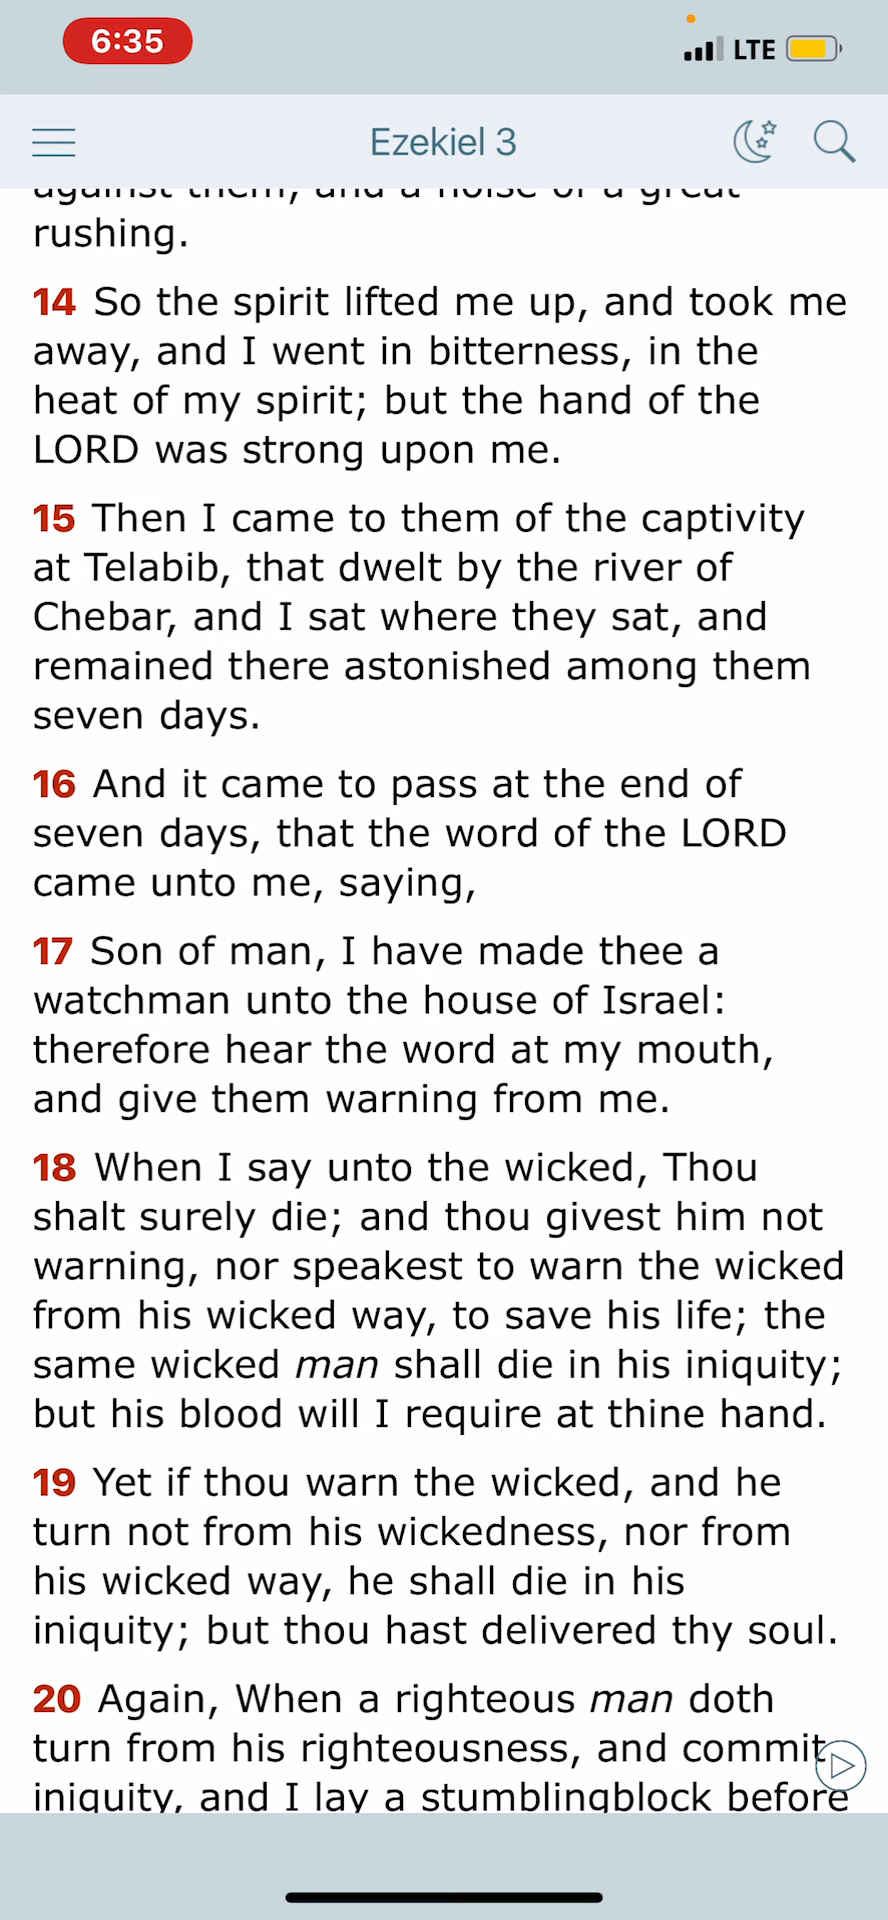 6:35
LTE
Ezekiel 3
against them, and a noise of a great
rushing.
14 So the spirit lifted me up, and took me
away, and I went in bitterness, in the
heat of my spirit; but the hand of the
LORD was strong upon me.
15 Then I came to them of the captivity
at Telabib, that dwelt by the river of
Chebar, and I sat where they sat, and
remained there astonished among them
seven days.
16 And it came to pass at the end of
seven days, that the word of the LORD
came unto me, saying,
17 Son of man, I have made thee a
watchman unto the house of Israel:
therefore hear the word at my mouth,
and give them warning from me.
18 When I say unto the wicked, Thou
shalt surely die; and thou givest him not
warning, nor speakest to warn the wicked
from his wicked way, to save his life; the
same wicked man shall die in his iniquity;
but his blood will I require at thine hand.
19 Yet if thou warn the wicked, and he
turn not from his wickedness, nor from
his wicked way, he shall die in his
iniquity; but thou hast delivered thy soul.
20 Again, When a righteous man doth
turn from his righteousness, and commit
iniquity, and I lay a stumblingblock before